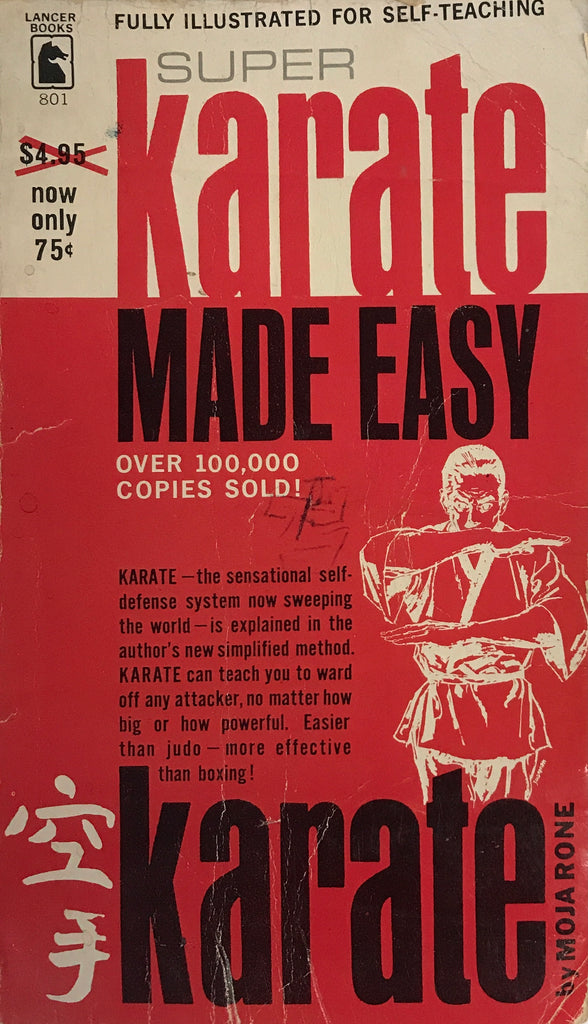 LANCER
BOOKS
801
FULLY ILLUSTRATED FOR SELF-TEACHING
$4.95
now
only
75¢
SUPER
karate
MADE EASY
OVER 100,000
COPIES SOLD!
KARATE—the sensational self-
defense system now sweeping
the world—is explained in the
author's new simplified method.
KARATE can teach you to ward
off any attacker, no matter how
big or how powerful. Easier
than judo—more effective
than boxing!
空手
karate
by MOJA RONE